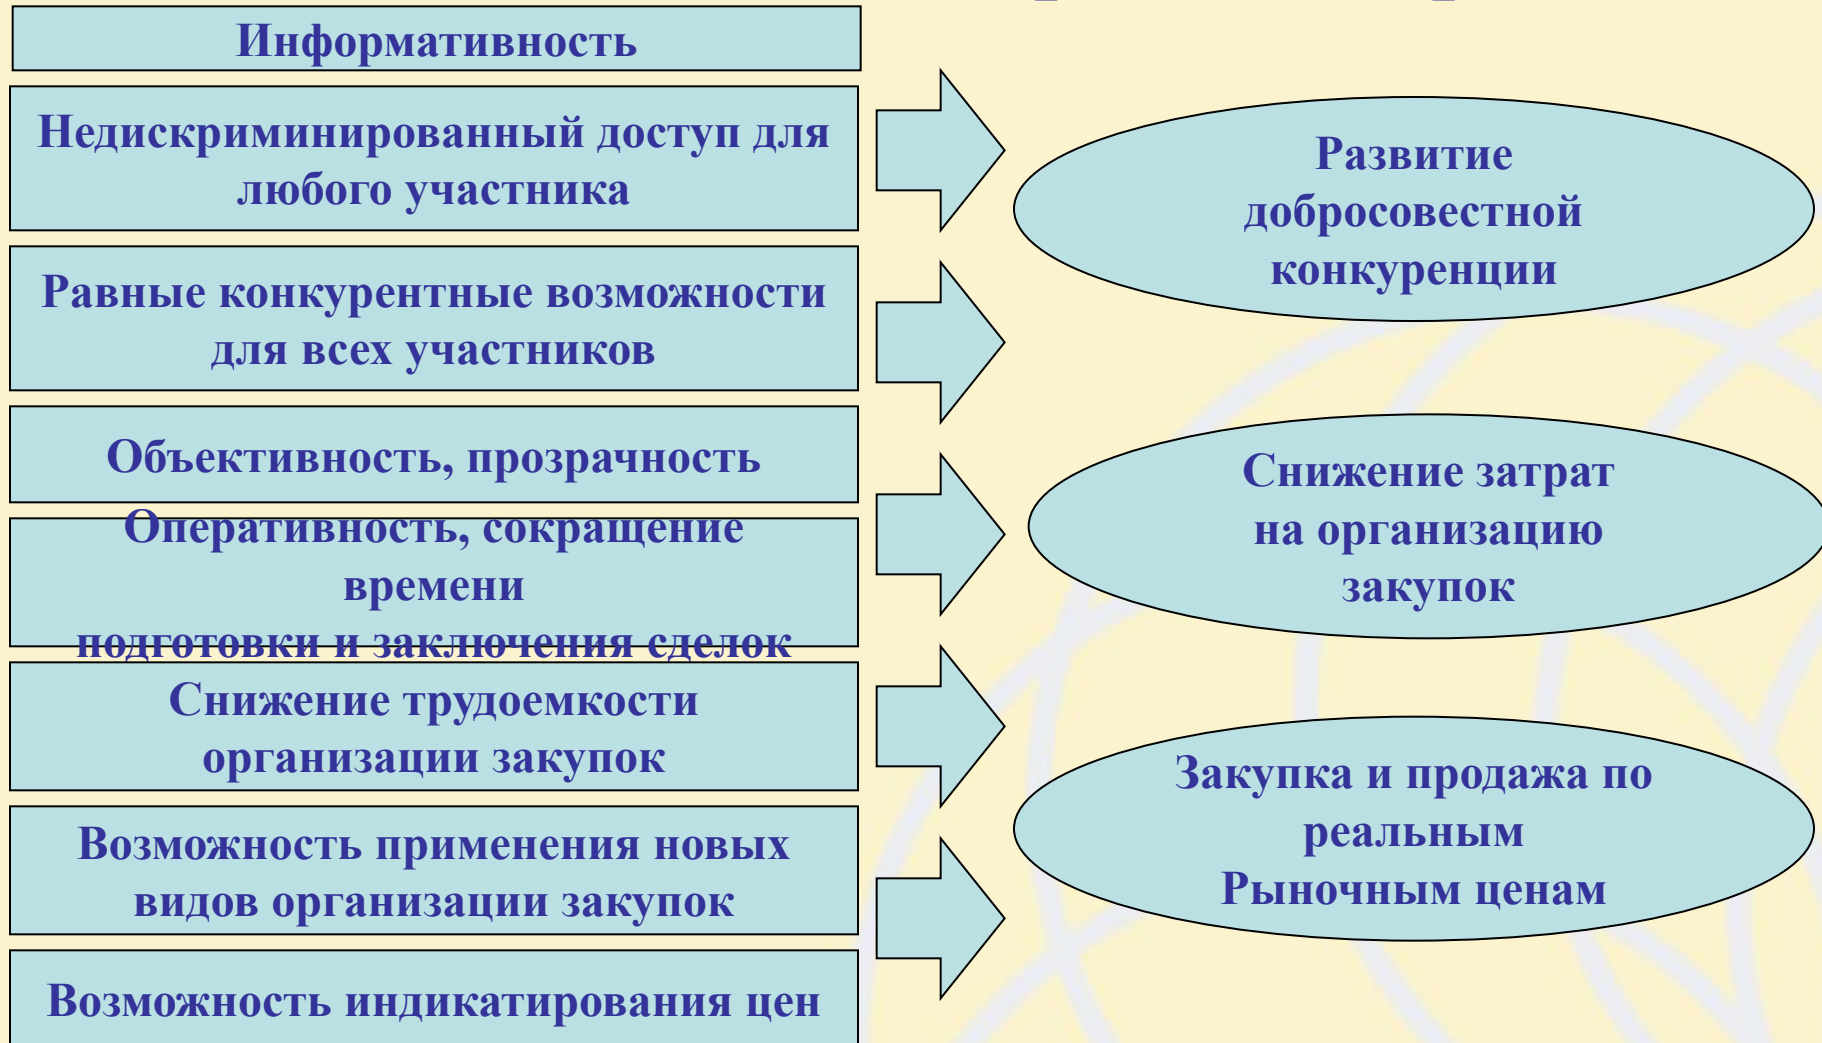 Информативность
Недискриминированный доступ для
любого участника
Равные конкурентные возможности
для всех участников
Объективность, прозрачность
Оперативность, сокращение
времени
подготовки и заключения сделок
Снижение трудоемкости
организации закупок
Возможность применения новых
видов организации закупок
Возможность индикатирования цен
Развитие
добросовестной
конкуренции
Снижение затрат
на организацию
закупок
Закупка и продажа по
реальным
Рыночным ценам